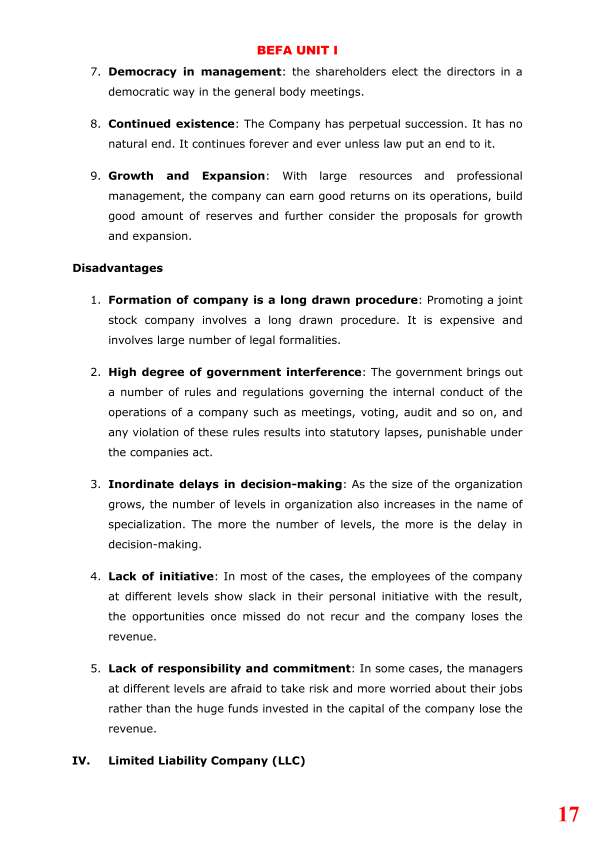 BEFA UNIT I
7. Democracy in management: the shareholders elect the directors in a
democratic way in the general body meetings.
8. Continued existence: The Company has perpetual succession. It has no
natural end. It continues forever and ever unless law put an end to it.
9. Growth and Expansion: With large resources and professional
management, the company can earn good returns on its operations, build
good amount of reserves and further consider the proposals for growth
and expansion.
Disadvantages
1. Formation of company is a long drawn procedure: Promoting a joint
stock company involves a long drawn procedure. It is expensive and
involves large number of legal formalities.
2. High degree of government interference: The government brings out
a number of rules and regulations governing the internal conduct of the
operations of a company such as meetings, voting, audit and so on, and
any violation of these rules results into statutory lapses, punishable under
the companies act.
3. Inordinate delays in decision-making: As the size of the organization
grows, the number of levels in organization also increases in the name of
specialization. The more the number of levels, the more is the delay in
decision-making.
4. Lack of initiative: In most of the cases, the employees of the company
at different levels show slack in their personal initiative with the result,
the opportunities once missed do not recur and the company loses the
revenue.
5. Lack of responsibility and commitment: In some cases, the managers
at different levels are afraid to take risk and more worried about their jobs
rather than the huge funds invested in the capital of the company lose the
revenue.
IV. Limited Liability Company (LLC)
17